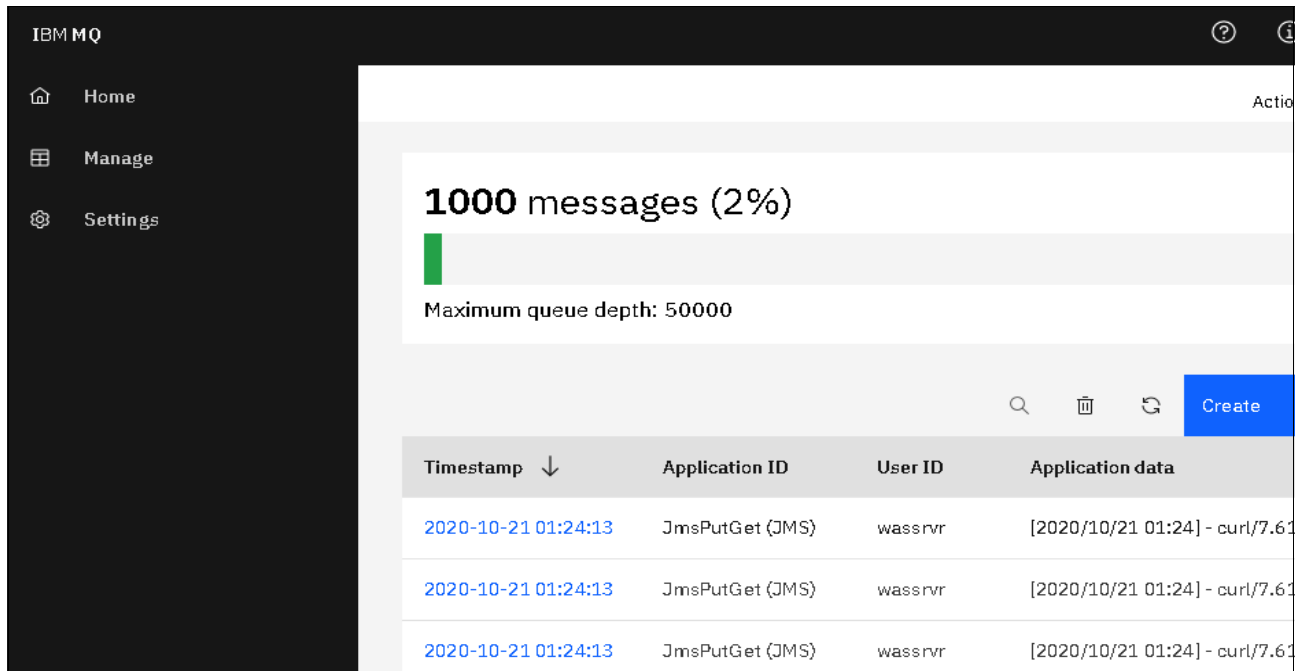 IBM MQ
Home
Manage
Settings
Actio
1000 messages (2%)
Maximum queue depth: 50000
Create
Timestamp Application ID User ID Application data
2020-10-21 01:24:13 JmsPutGet (JMS) wassrvr [2020/10/21 01:24] - curl/7.61
2020-10-21 01:24:13 JmsPutGet (JMS) wassrvr [2020/10/21 01:24] - curl/7.61
2020-10-21 01:24:13 JmsPutGet (JMS) wassrvr [2020/10/21 01:24] - curl/7.61